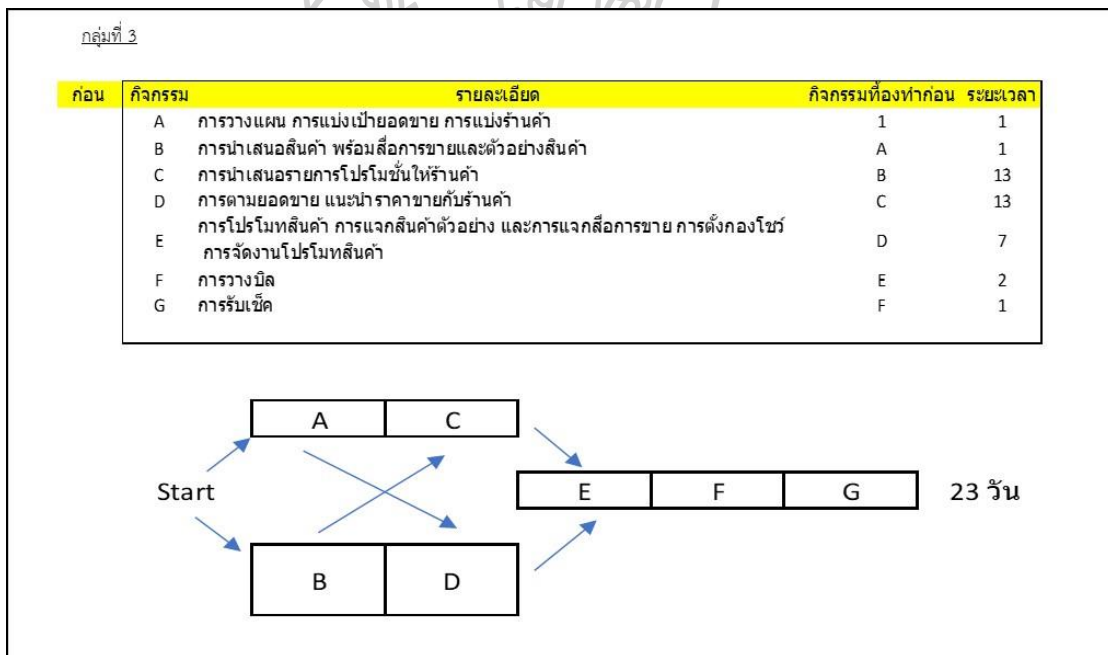 กลุ่มที่ 3
ก่อน กิจกรรม รายละเอียด กิจกรรมที่องทำก่อน ระยะเวลา
A การวางแผน การแบ่งเป้ายอดขาย การแบ่งร้านค้า 1 1
B การนำเสนอสินค้า พร้อมสื่อการขายและตัวอย่างสินค้า A 1
C การนำเสนอรายการโปรโมชั่นให้ร้านค้า B 13
D การตามยอดขาย แนะนำราคาขายกับร้านค้า C 13
E การโปรโมทสินค้า การแจกสินค้าตัวอย่าง และการแจกสื่อการขาย การตั้งกองโชว์ D 7
การจัดงานโปรโมทสินค้า
F การวางบิล E 2
G การรับเช็ค F 1
A C
Start E F G 23 วัน
B D